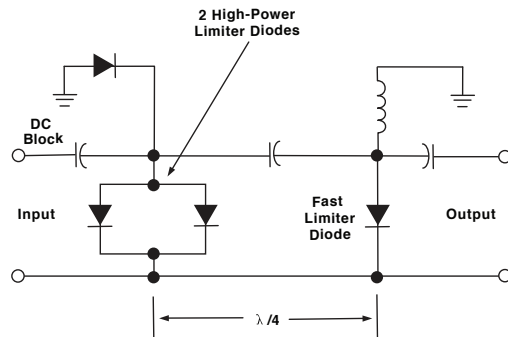 2 High-Power
Limiter Diodes
DC
Block
Input
Fast
Limiter
Diode
Output
λ/4